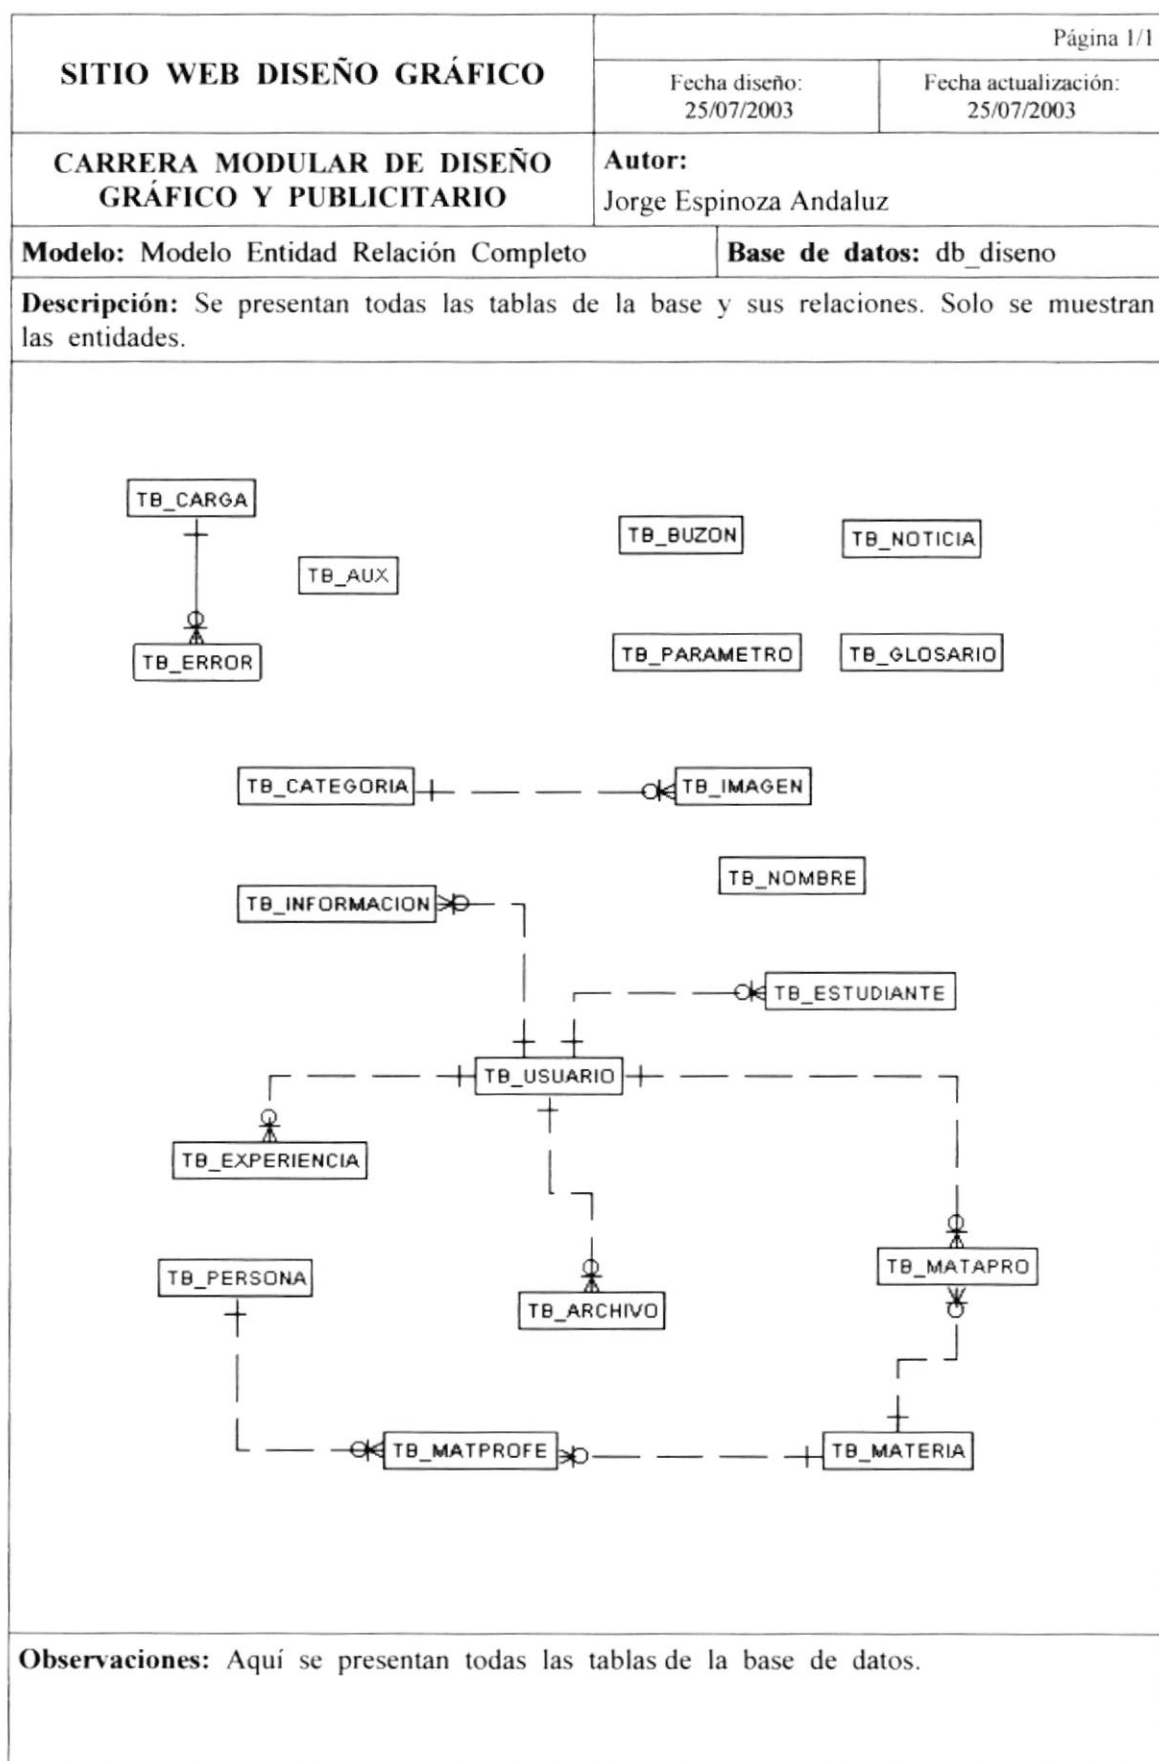 SITIO WEB DISEÑO GRÁFICO
Página 1/1
Fecha diseño:
25/07/2003
Fecha actualización:
25/07/2003
CARRERA MODULAR DE DISEÑO
GRÁFICO Y PUBLICITARIO
Autor:
Jorge Espinoza Andaluz
Modelo: Modelo Entidad Relación Completo
Base de datos: db_diseno
Descripción: Se presentan todas las tablas de la base y sus relaciones. Solo se muestran
las entidades.
TB_CARGA
TB_BUZON
TB_NOTICIA
TB_AUX
TB_ERROR
TB_PARAMETRO
TB_GLOSARIO
TB_CATEGORIA
TB_IMAGEN
TB_NOMBRE
TB_INFORMACION
TB_ESTUDIANTE
TB_USUARIO
TB_EXPERIENCIA
TB_MATAPRO
TB_PERSONA
TB_ARCHIVO
TB_MATPROFE
TB_MATERIA
Observaciones: Aquí se presentan todas las tablas de la base de datos.